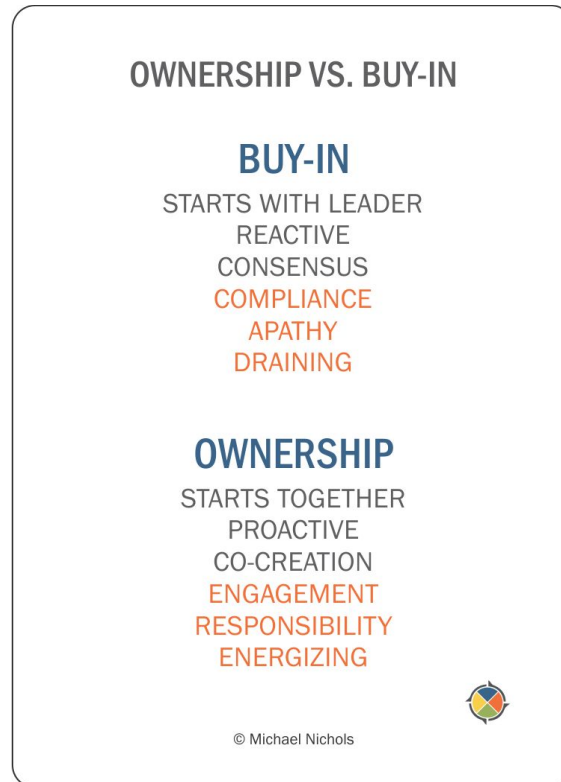 OWNERSHIP VS. BUY-IN
BUY-IN
STARTS WITH LEADER
REACTIVE
CONSENSUS
COMPLIANCE
APATHY
DRAINING
OWNERSHIP
STARTS TOGETHER
PROACTIVE
CO-CREATION
ENGAGEMENT
RESPONSIBILITY
ENERGIZING
© Michael Nichols